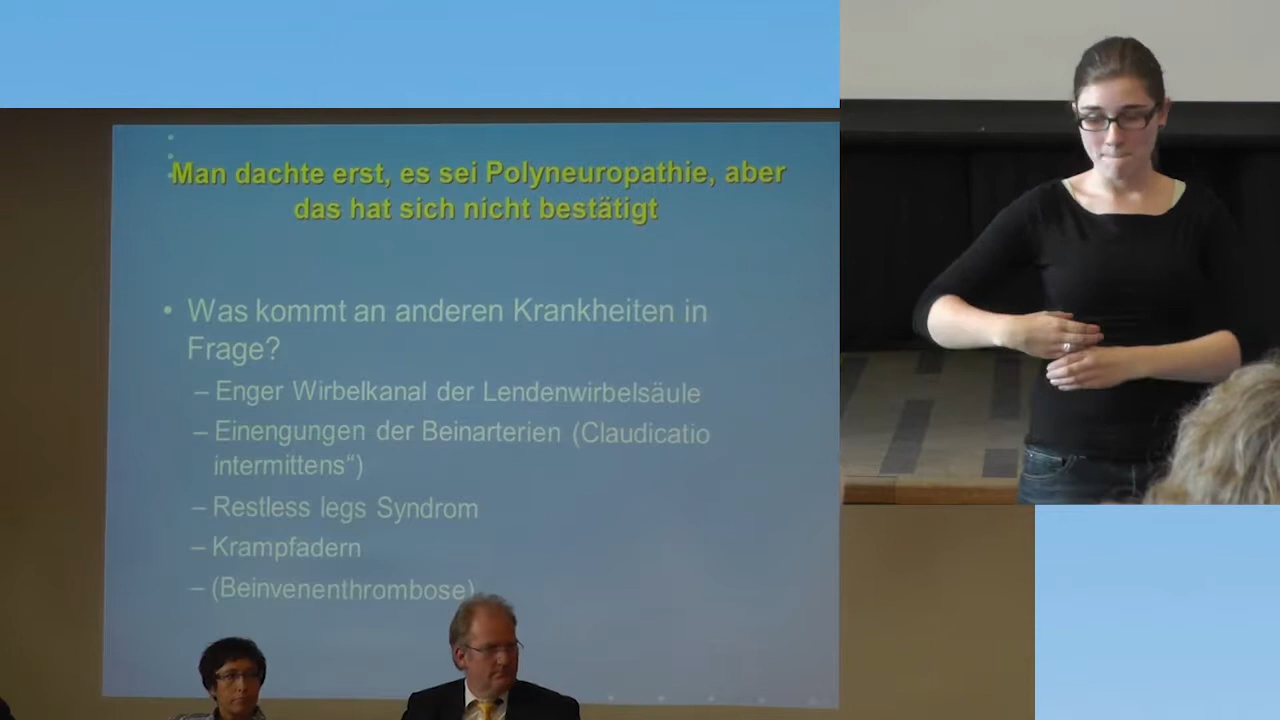 Man dachte erst, es sei Polyneuropathie, aber
das hat sich nicht bestätigt
• Was kommt an anderen Krankheiten in
Frage?
– Enger Wirbelkanal der Lendenwirbelsäule
– Einengungen der Beinarterien (Claudicatio
intermittens“)
– Restless legs Syndrom
– Krampfadern
– (Beinvenenthrombose)